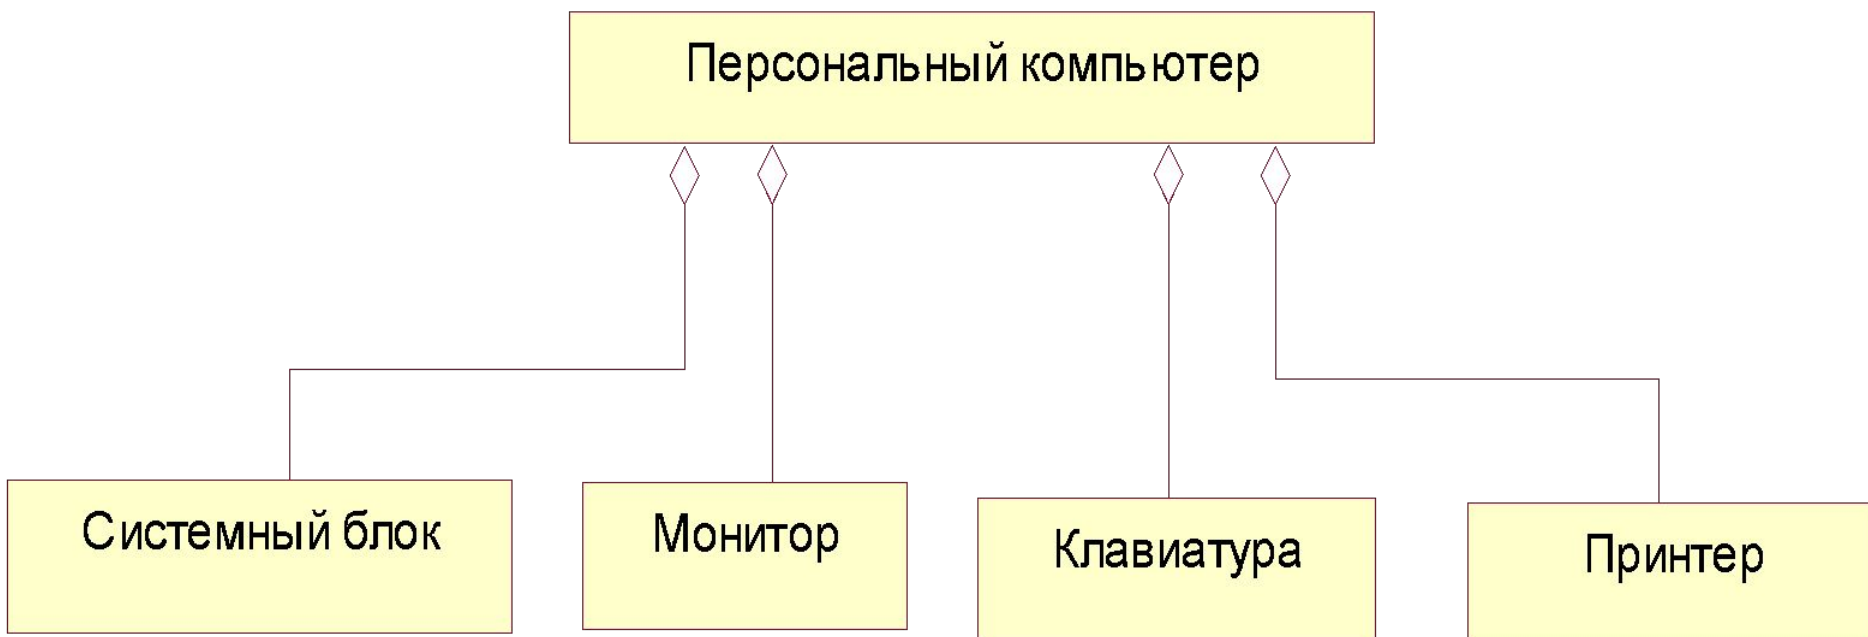 Персональный компьютер
Системный блок
Монитор
Клавиатура
Принтер